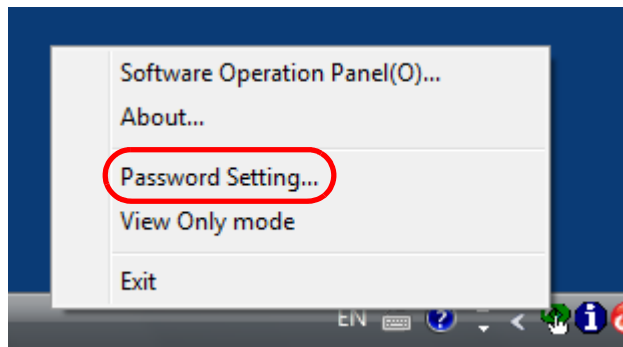 Software Operation Panel(O)...
About...
Password Setting...
View Only mode
Exit
EN